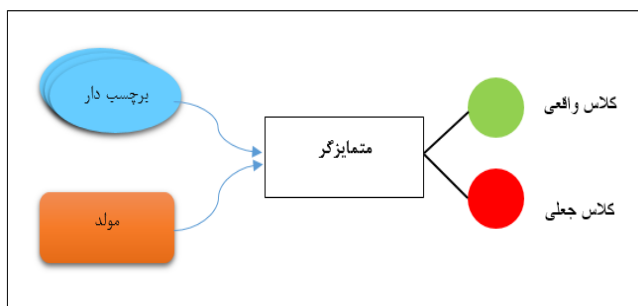 برچسب دار
متمایزگر
کلاس واقعی
مولد
کلاس جعلی